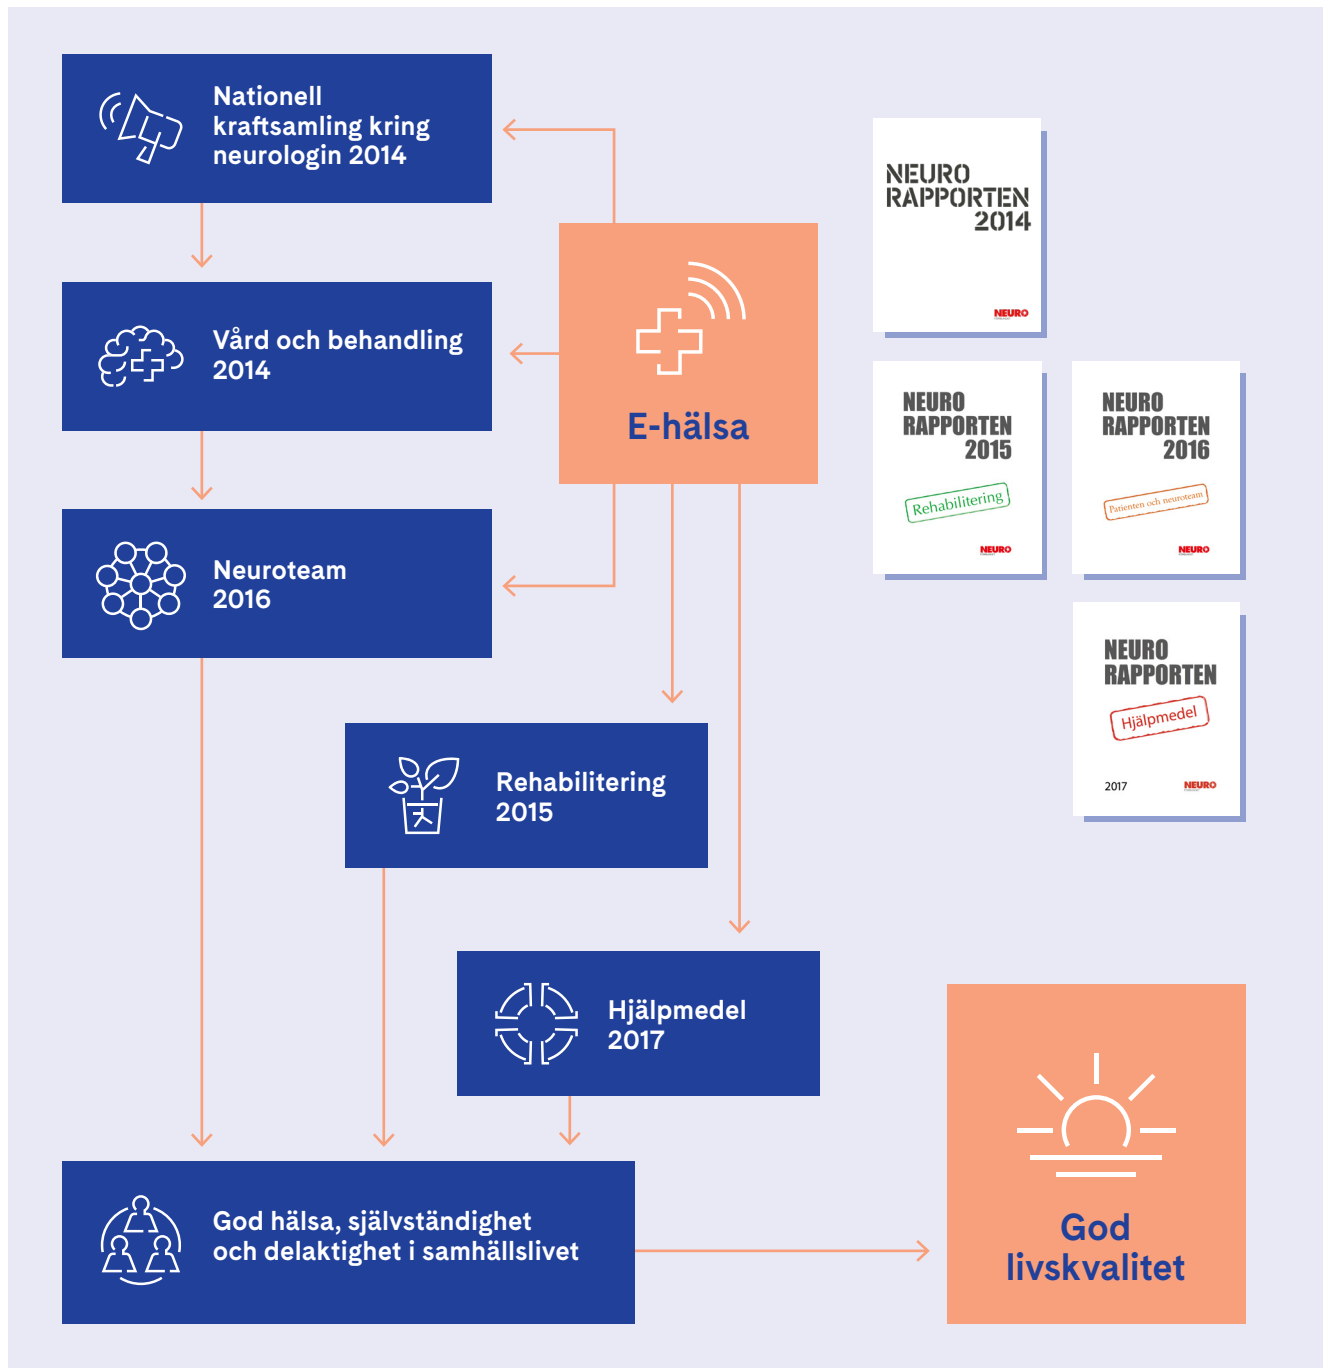 Nationell
kraftsamling kring
neurologin 2014
Vård och behandling
2014
Neuroteam
2016
E-hälsa
Rehabilitering
2015
Hjälpmedel
2017
God hälsa, självständighet
och delaktighet i samhällslivet
God
livskvalitet
NEURO
RAPPORTEN
2014
NEURO
NEURO
RAPPORTEN
2015
Rehabilitering
NEURO
NEURO
RAPPORTEN
2016
Patienten och neuroteam
NEURO
NEURO
RAPPORTEN
Hjälpmedel
2017
NEURO